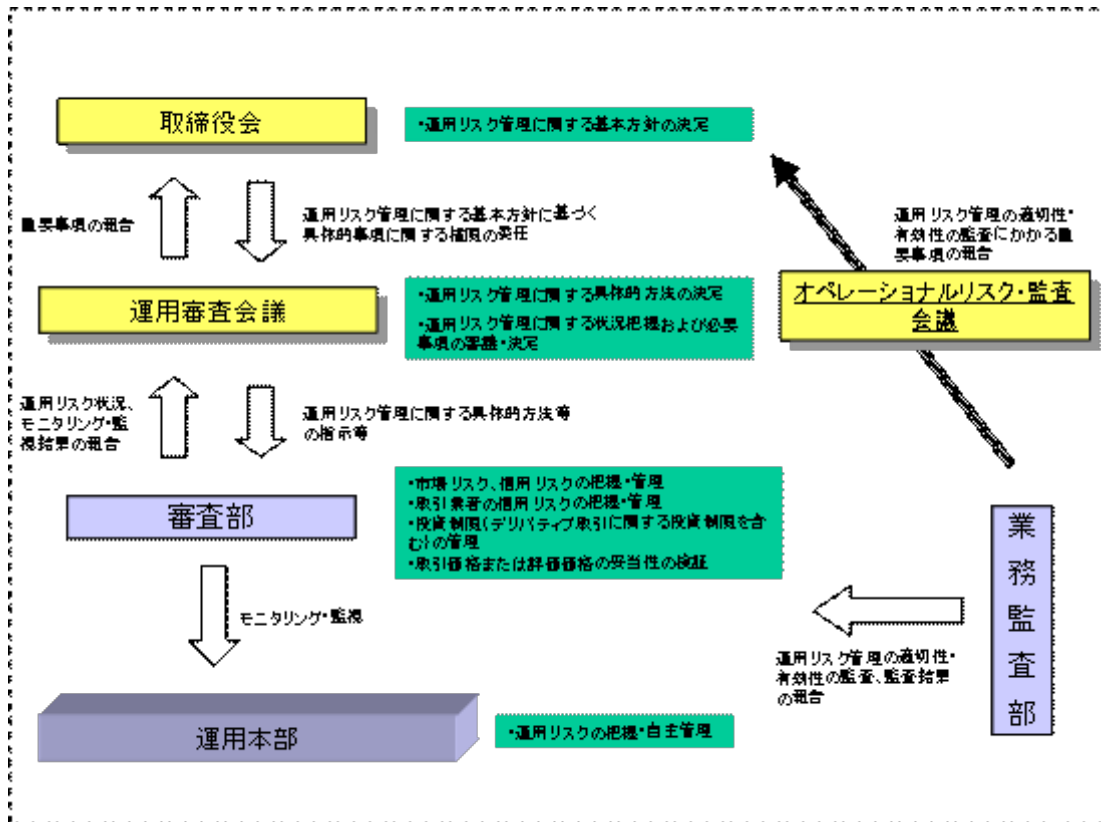 取締役会
・運用リスク管理に関する基本方針の決定
重要事項の報告
運用リスク管理に関する基本方針に基づく
具体的事項に関する権限の委任
運用リスク管理の適切性・
有効性の監査にかかる重
要事項の報告
運用審査会議
・運用リスク管理に関する具体的方法の決定
・運用リスク管理に関する状況把握および必要
事項の審議・決定
オペレーショナルリスク・監査
会議
運用リスク状況、
モニタリング・監
視結果の報告
運用リスク管理に関する具体的方法等
の指示等
審査部
・市場リスク、信用リスクの把握・管理
・取引業者の信用リスクの把握・管理
・投資制限(デリバティブ取引に関する投資制限を含
む)の管理
・取引価格または評価価格の妥当性の検証
業
務
監
査
部
モニタリング・監視
運用リスク管理の適切性・
有効性の監査、監査結果
の報告
運用本部
・運用リスクの把握・自主管理